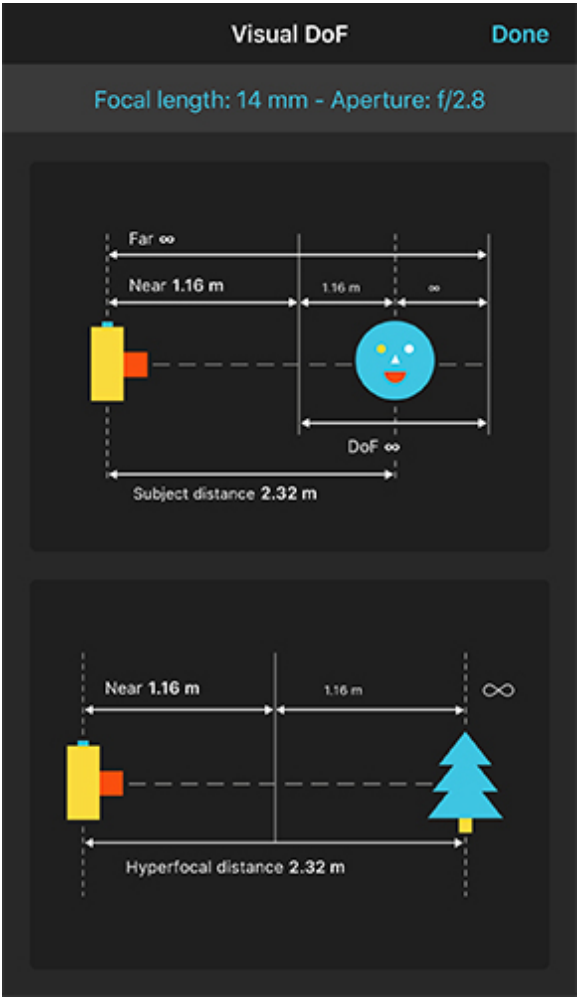 Visual DoF Done
Focal length: 14 mm - Aperture: f/2.8
Far ∞
Near 1.16 m 1.16 m ∞
DoF ∞
Subject distance 2.32 m
Near 1.16 m 1.16 m ∞
Hyperfocal distance 2.32 m